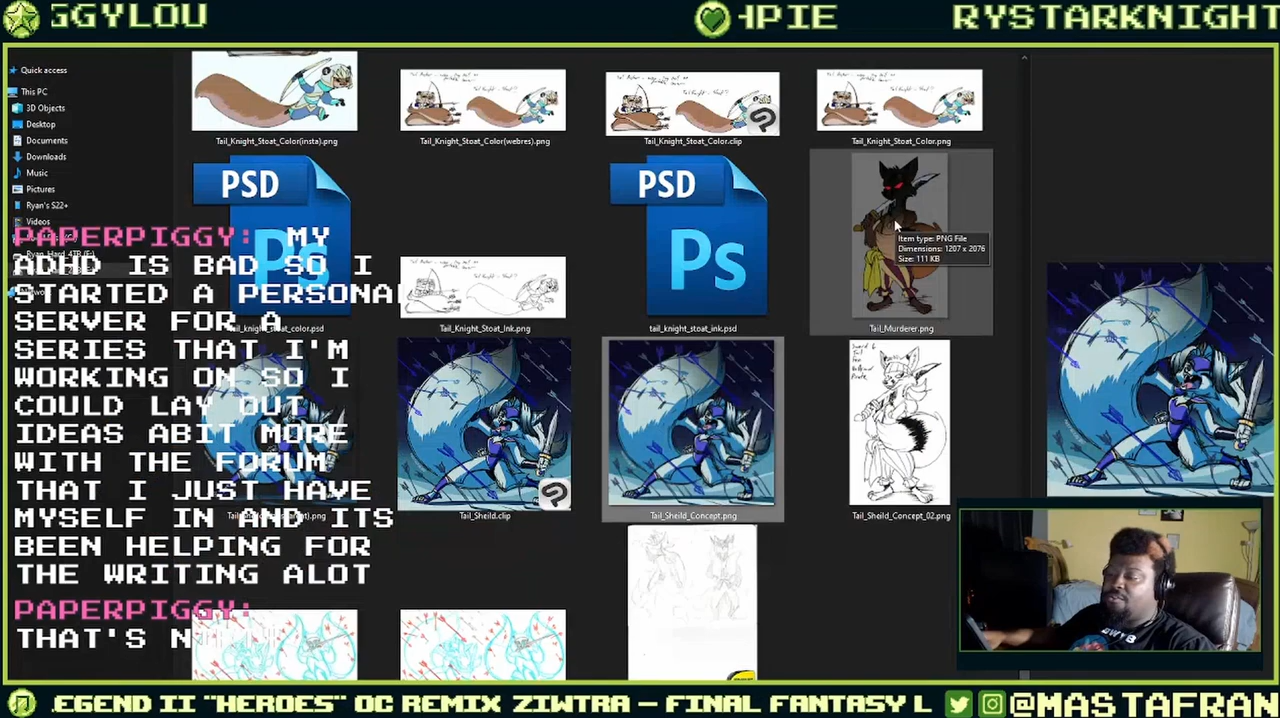 GGYLOU
HPIE
RYSTARKNIGHT
Quick access
This PC
3D Objects
Desktop
Documents
Downloads
Music
Pictures
Ryan's S22+
Videos
Tail_Knight_Stoat_Color(insta).png
Tail_Knight_Stoat_Color(webres).png
Tail_Knight_Stoat_Color.clip
Tail_Knight_Stoat_Color.png
PSD
Ps
tail_knight_stoat_color.psd
Tail_Knight_Stoat_Ink.png
PSD
Ps
tail_knight_stoat_ink.psd
Item type: PNG File
Dimensions: 1207 x 2076
Size: 111 KB
Tail_Murderer.png
Tail_Sheild.clip
Tail_Sheild_Concept.png
Tail_Sheild_Concept_02.png
PAPERPIGGY: MY
ADHD IS BAD SO I
STARTED A PERSONAL
SERVER FOR A
SERIES THAT I'M
WORKING ON SO I
COULD LAY OUT
IDEAS ABIT MORE
WITH THE FORUM
THAT I JUST HAVE
MYSELF IN AND ITS
BEEN HELPING FOR
THE WRITING ALOT
PAPERPIGGY:
THAT'S
EGEND II "HEROES" OC REMIX ZIWTRA – FINAL FANTASY L
@MASTAFRAN